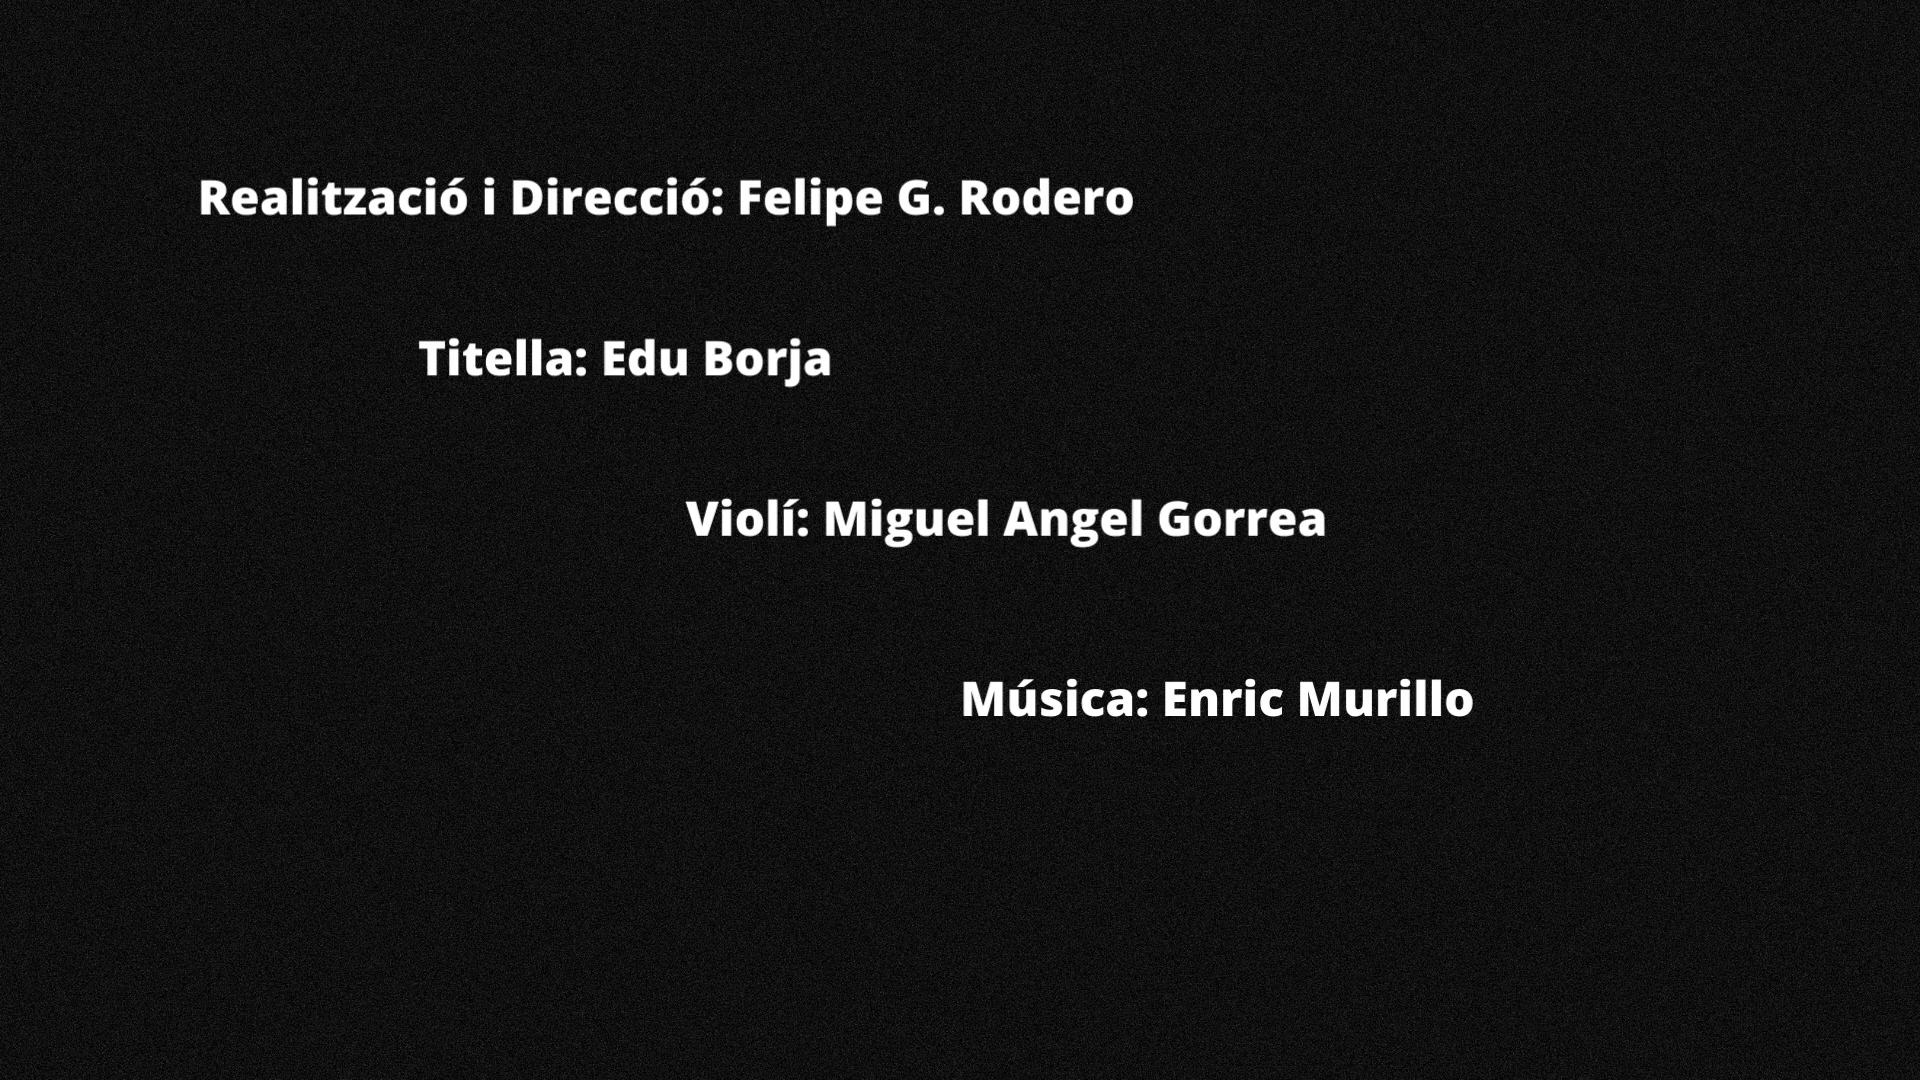 Realització i Direcció: Felipe G. Rodero
Titella: Edu Borja
Violí: Miguel Angel Gorrea
Música: Enric Murillo